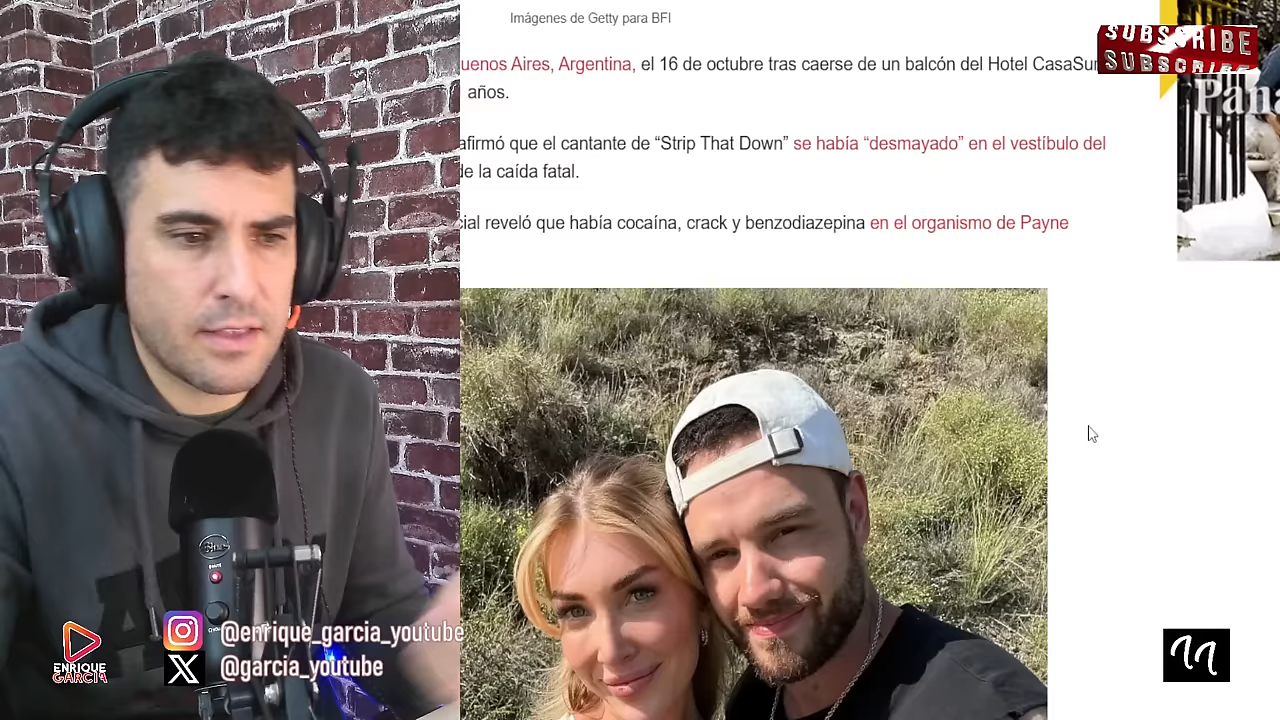 Imágenes de Getty para BFI
SUBSCRIBE
SUBSCRIBE
uenos Aires, Argentina, el 16 de octubre tras caerse de un balcón del Hotel CasaSur
años.
Pana
afirmó que el cantante de “Strip That Down” se había “desmayado” en el vestíbulo del
de la caída fatal.
cial reveló que había cocaína, crack y benzodiazepina en el organismo de Payne
@enrique_garcia_youtube
@garcia_youtube
ENRIQUE
GARCIA